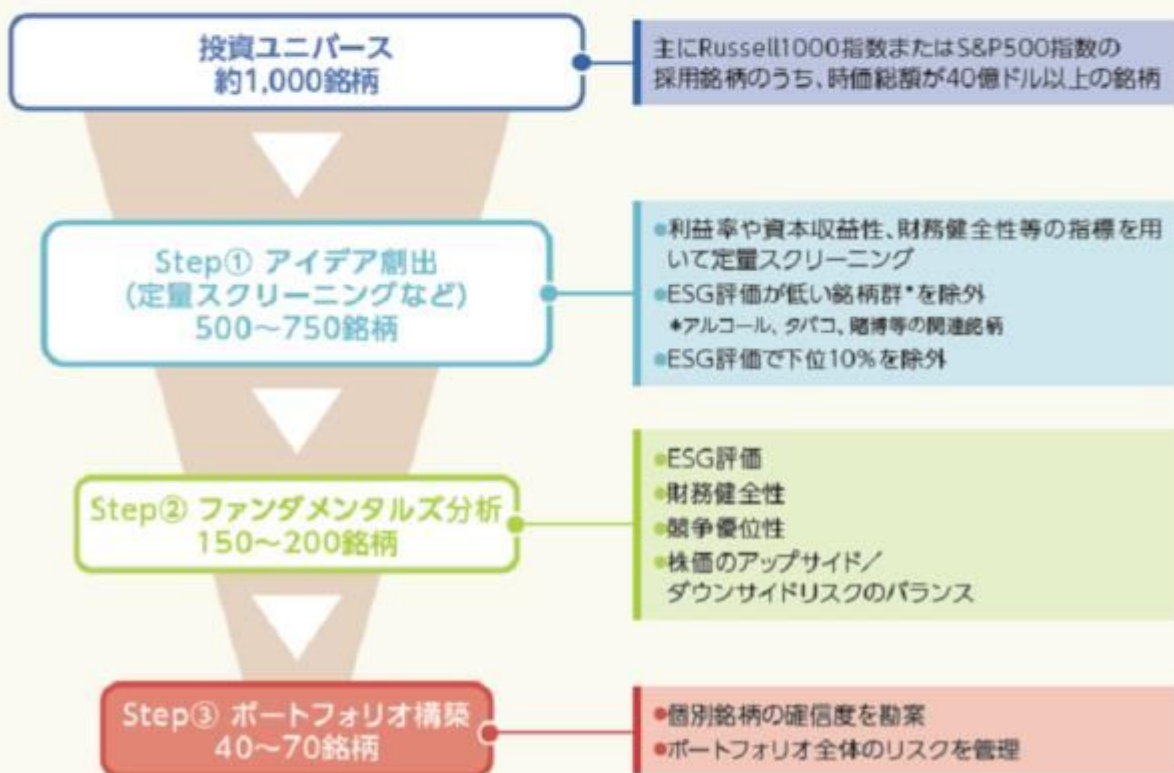 投資ユニバース
約1,000銘柄
主にRussell1000指数またはS&P500指数の
採用銘柄のうち、時価総額が40億ドル以上の銘柄
Step① アイデア創出
(定量スクリーニングなど)
500～750銘柄
●利益率や資本収益性、財務健全性等の指標を用
いて定量スクリーニング
●ESG評価が低い銘柄群*を除外
*アルコール、タバコ、賭博等の関連銘柄
●ESG評価で下位10%を除外
Step② ファンダメンタルズ分析
150～200銘柄
●ESG評価
●財務健全性
●競争優位性
●株価のアップサイド／
ダウンサイドリスクのバランス
Step③ ポートフォリオ構築
40～70銘柄
●個別銘柄の確信度を勘案
●ポートフォリオ全体のリスクを管理